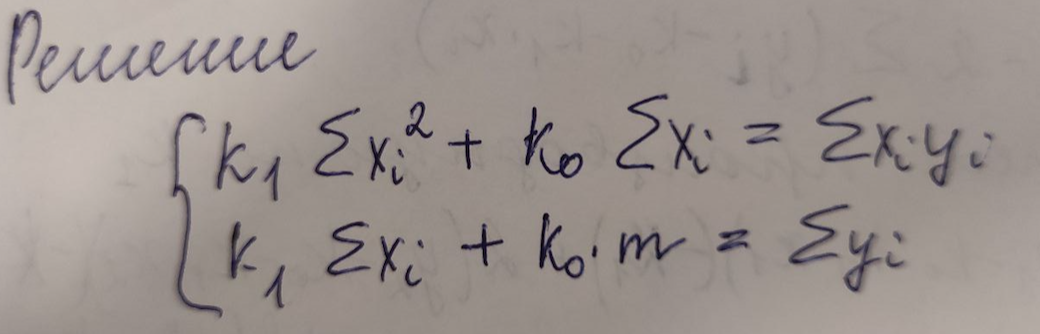 Решение
k₁ Σxᵢ² + k₀ Σxᵢ = Σxᵢyᵢ
k₁ Σxᵢ + k₀·m = Σyᵢ